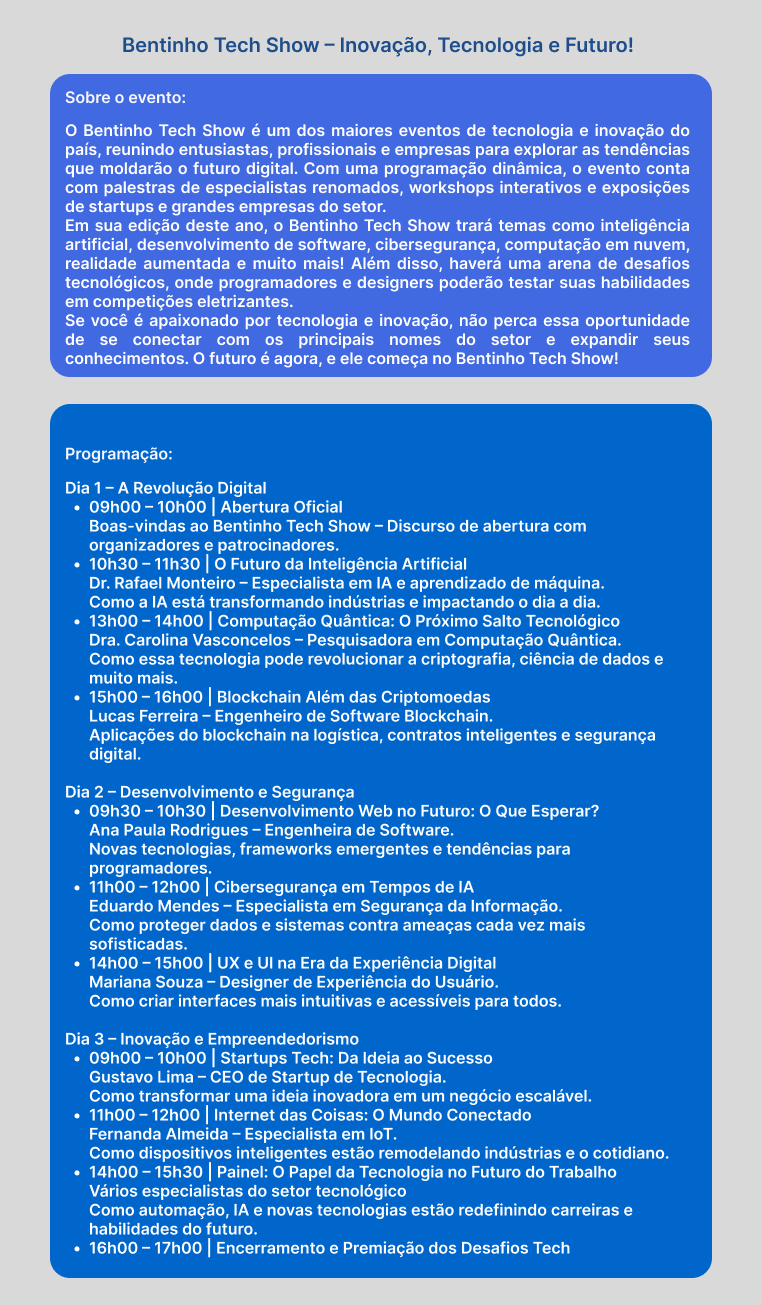 Bentinho Tech Show – Inovação, Tecnologia e Futuro!
Sobre o evento:
O Bentinho Tech Show é um dos maiores eventos de tecnologia e inovação do
país, reunindo entusiastas, profissionais e empresas para explorar as tendências
que moldarão o futuro digital. Com uma programação dinâmica, o evento conta
com palestras de especialistas renomados, workshops interativos e exposições
de startups e grandes empresas do setor.
Em sua edição deste ano, o Bentinho Tech Show trará temas como inteligência
artificial, desenvolvimento de software, cibersegurança, computação em nuvem,
realidade aumentada e muito mais! Além disso, haverá uma arena de desafios
tecnológicos, onde programadores e designers poderão testar suas habilidades
em competições eletrizantes.
Se você é apaixonado por tecnologia e inovação, não perca essa oportunidade
de se conectar com os principais nomes do setor e expandir seus
conhecimentos. O futuro é agora, e ele começa no Bentinho Tech Show!
Programação:
Dia 1 – A Revolução Digital
• 09h00 – 10h00 | Abertura Oficial
Boas-vindas ao Bentinho Tech Show – Discurso de abertura com
organizadores e patrocinadores.
• 10h30 – 11h30 | O Futuro da Inteligência Artificial
Dr. Rafael Monteiro – Especialista em IA e aprendizado de máquina.
Como a IA está transformando indústrias e impactando o dia a dia.
• 13h00 – 14h00 | Computação Quântica: O Próximo Salto Tecnológico
Dra. Carolina Vasconcelos – Pesquisadora em Computação Quântica.
Como essa tecnologia pode revolucionar a criptografia, ciência de dados e
muito mais.
• 15h00 – 16h00 | Blockchain Além das Criptomoedas
Lucas Ferreira – Engenheiro de Software Blockchain.
Aplicações do blockchain na logística, contratos inteligentes e segurança
digital.
Dia 2 – Desenvolvimento e Segurança
• 09h30 – 10h30 | Desenvolvimento Web no Futuro: O Que Esperar?
Ana Paula Rodrigues – Engenheira de Software.
Novas tecnologias, frameworks emergentes e tendências para
programadores.
• 11h00 – 12h00 | Cibersegurança em Tempos de IA
Eduardo Mendes – Especialista em Segurança da Informação.
Como proteger dados e sistemas contra ameaças cada vez mais
sofisticadas.
• 14h00 – 15h00 | UX e UI na Era da Experiência Digital
Mariana Souza – Designer de Experiência do Usuário.
Como criar interfaces mais intuitivas e acessíveis para todos.
Dia 3 – Inovação e Empreendedorismo
• 09h00 – 10h00 | Startups Tech: Da Ideia ao Sucesso
Gustavo Lima – CEO de Startup de Tecnologia.
Como transformar uma ideia inovadora em um negócio escalável.
• 11h00 – 12h00 | Internet das Coisas: O Mundo Conectado
Fernanda Almeida – Especialista em IoT.
Como dispositivos inteligentes estão remodelando indústrias e o cotidiano.
• 14h00 – 15h30 | Painel: O Papel da Tecnologia no Futuro do Trabalho
Vários especialistas do setor tecnológico
Como automação, IA e novas tecnologias estão redefinindo carreiras e
habilidades do futuro.
• 16h00 – 17h00 | Encerramento e Premiação dos Desafios Tech